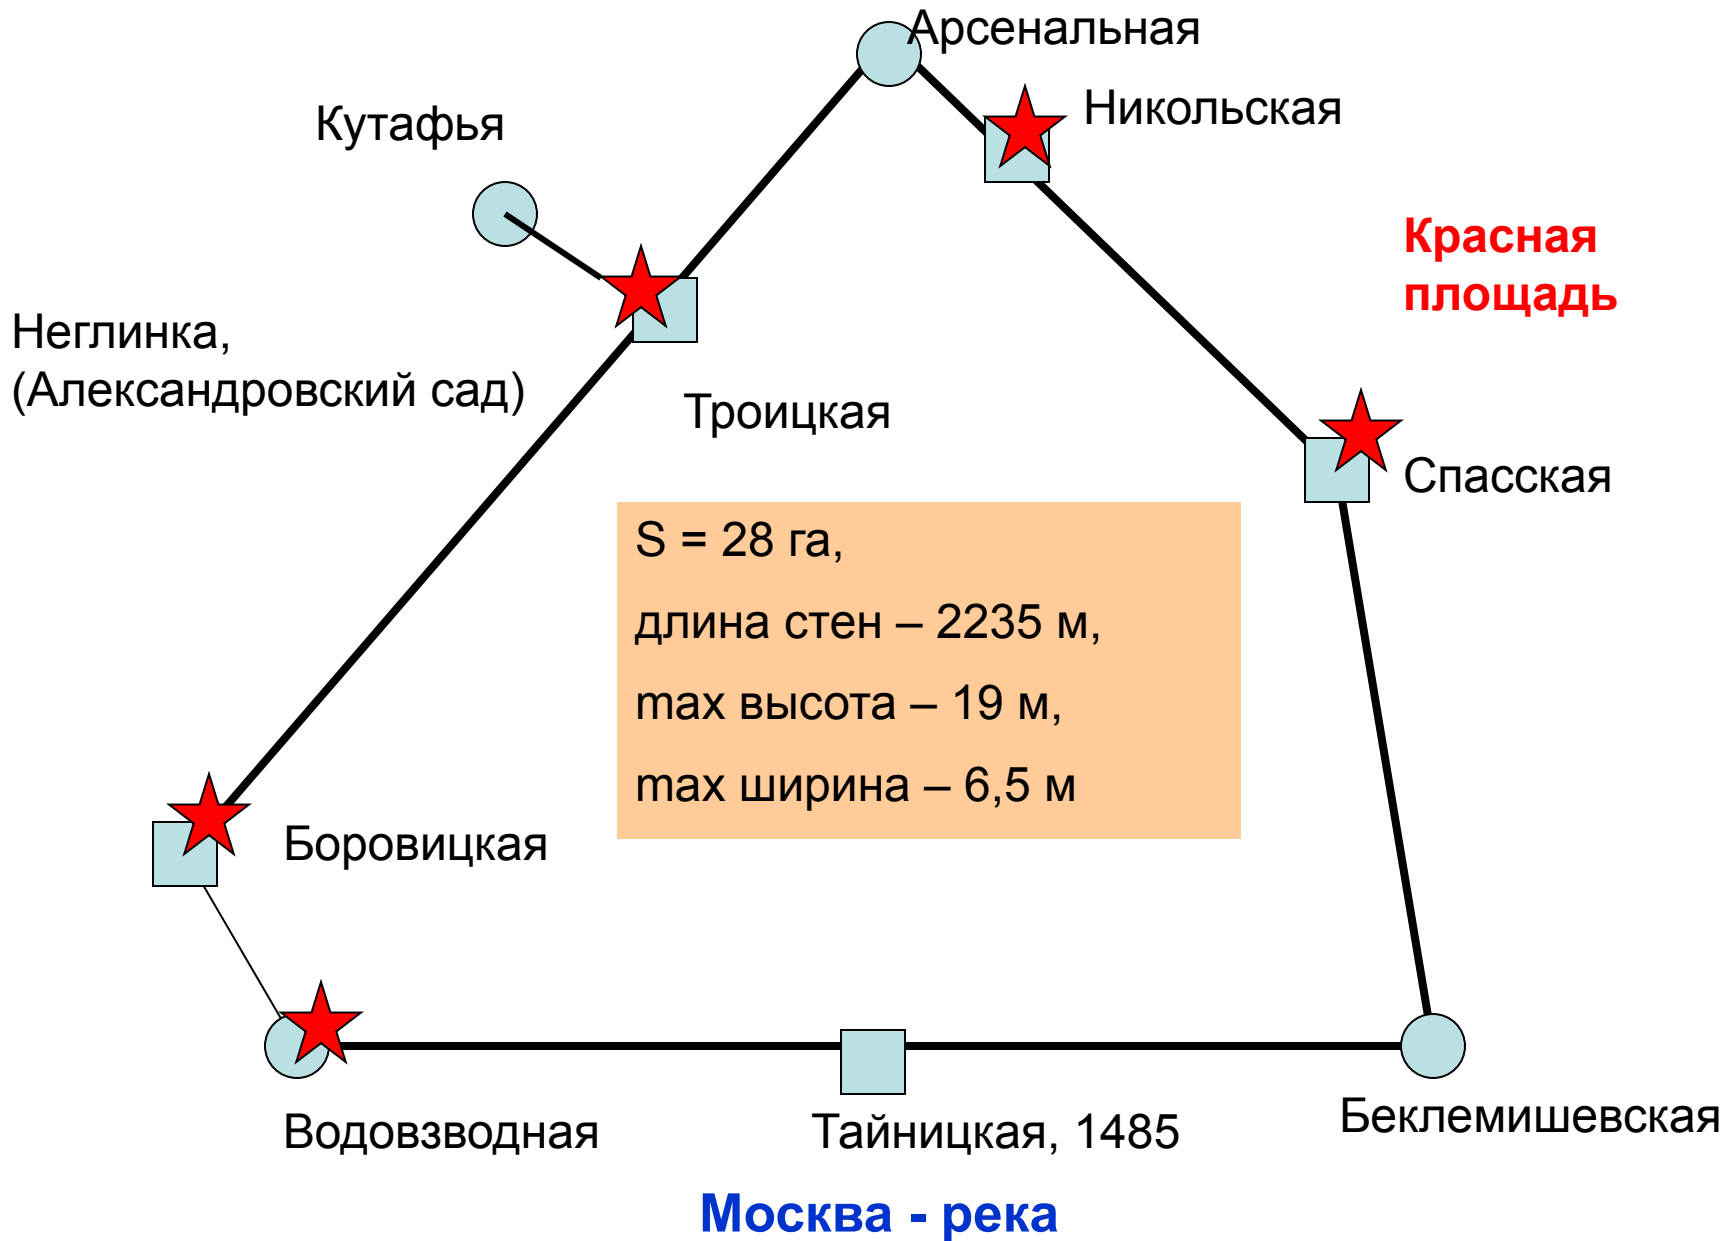 Арсенальная
Никольская
Кутафья
Красная
площадь
Неглинка,
(Александровский сад)
Троицкая
Спасская
S = 28 га,
длина стен – 2235 м,
max высота – 19 м,
max ширина – 6,5 м
Боровицкая
Водовзводная
Тайницкая, 1485
Беклемишевская
Москва - река